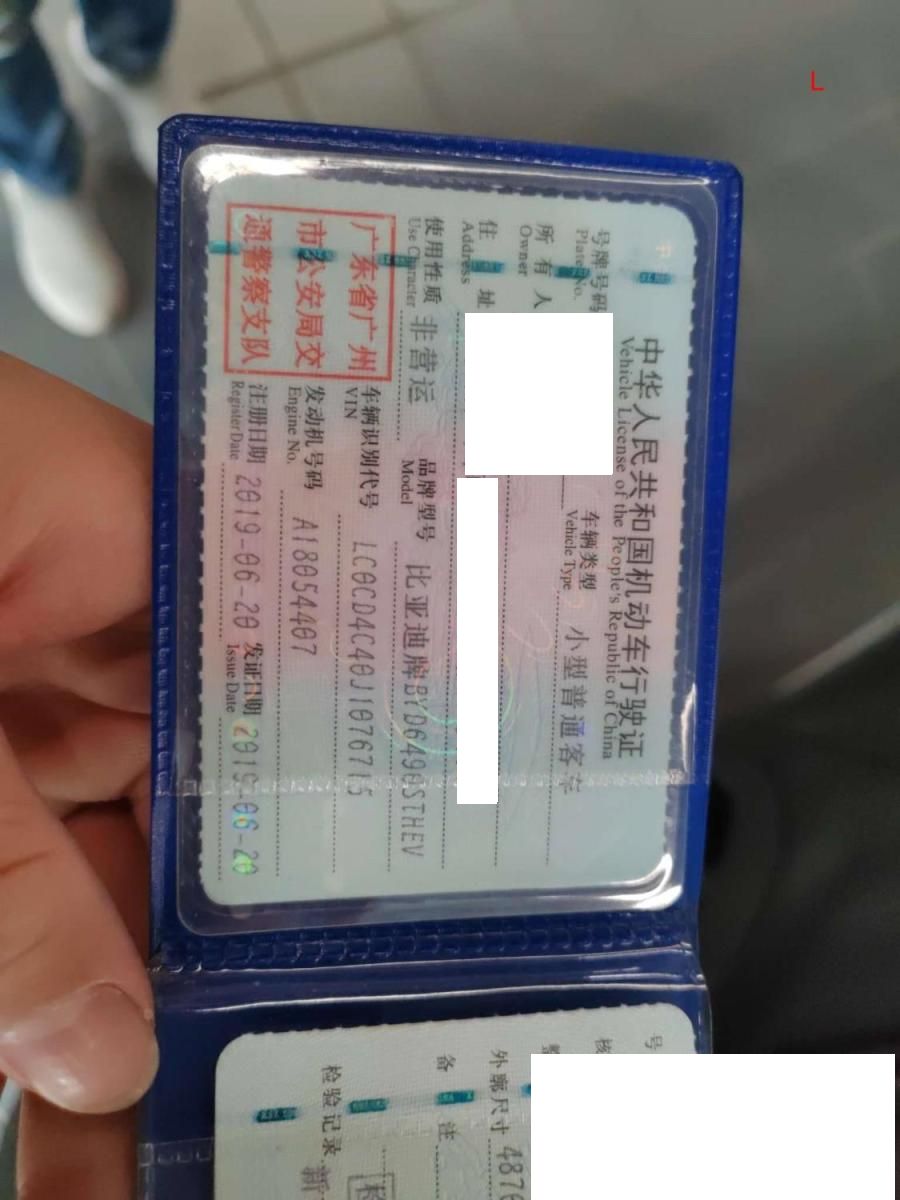 L
中华人民共和国机动车行驶证
Vehicle License of the People's Republic of China
号牌号码
Plate No.
车辆类型
Vehicle Type
小型普通客车
所有人
Owner
住址
Address
使用性质
Use Character
非营运
品牌型号
Model
比亚迪牌BYD6490STHEV
广东省广州
市公安局交
通警察支队
车辆识别代号
VIN
LC0CD4C40J1076715
发动机号码
Engine No.
A18054407
注册日期
Register Date
2019-06-20
发证日期
Issue Date
2019-06-20
号
核
整
外廓尺寸
487
备注
检验记录